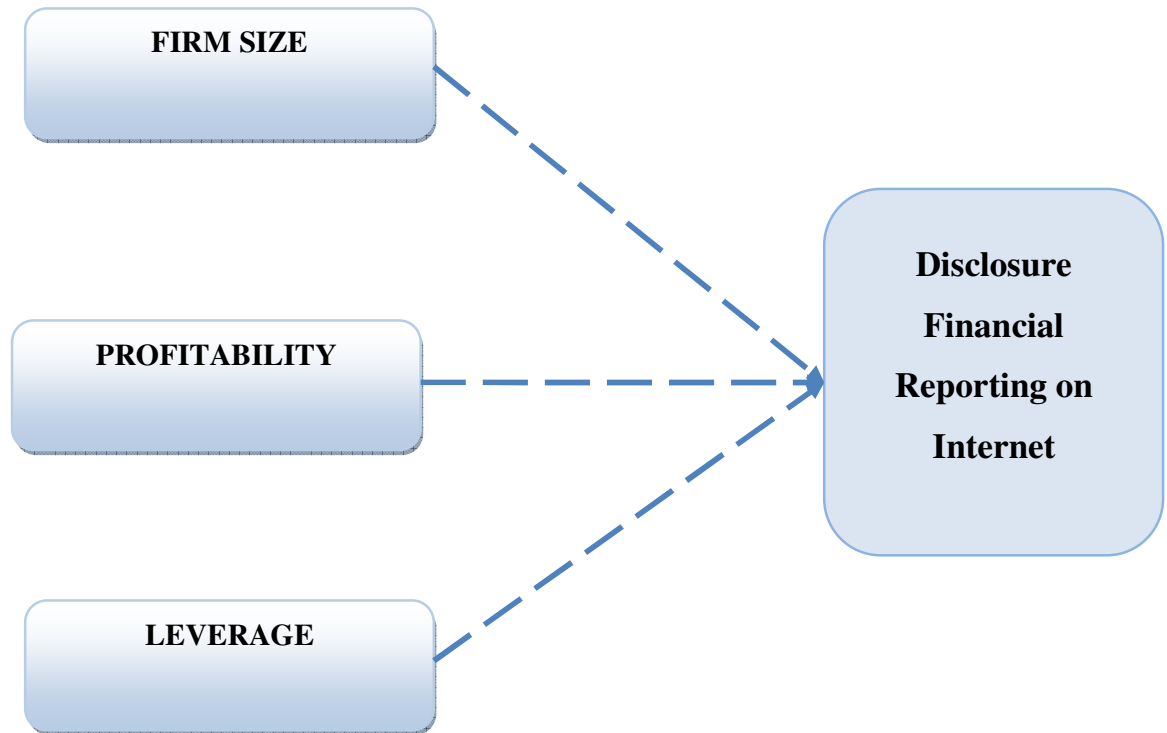 FIRM SIZE
PROFITABILITY
LEVERAGE
Disclosure
Financial
Reporting on
Internet